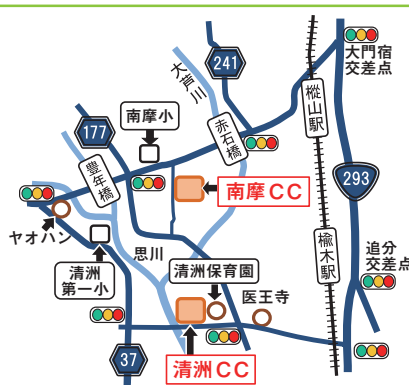 大門宿
交差点
241
大芦川
樅山駅
南摩小
177
赤石橋
豊年橋
293
南摩CC
ヤオハン
思川
楡木駅
追分
交差点
清洲
第一小
清洲保育園
医王寺
37
清洲CC